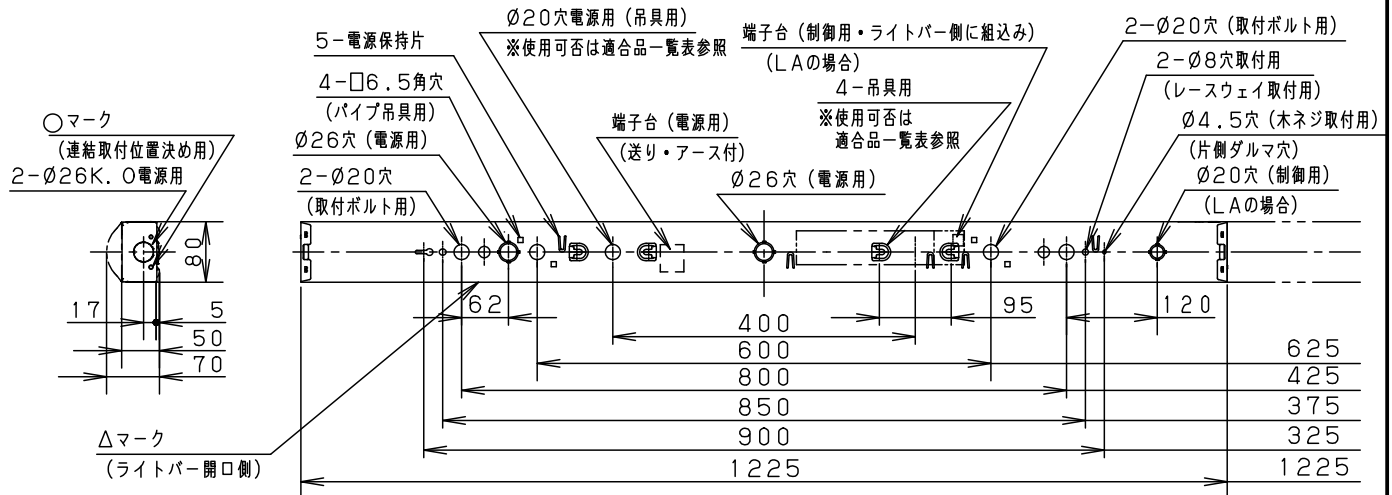 Ø20穴電源用（吊具用）
※使用可否は適合品一覧表参照
5-電源保持片
4-□6.5角穴
（パイプ吊具用）
Ø26穴（電源用）
2-Ø20穴
（取付ボルト用）
○マーク
（連結取付位置決め用）
2-Ø26K.O電源用
端子台（電源用）
（送り・アース付）
端子台（制御用・ライトバー側に組込み）
（LAの場合）
4-吊具用
※使用可否は
適合品一覧表参照
Ø26穴（電源用）
2-Ø20穴（取付ボルト用）
2-Ø8穴取付用
（レースウェイ取付用）
Ø4.5穴（木ネジ取付用）
（片側ダルマ穴）
Ø20穴（制御用）
（LAの場合）
80
17
5
50
70
62
95
120
400
600
625
800
425
850
375
900
325
1225
1225
△マーク
（ライトバー開口側）